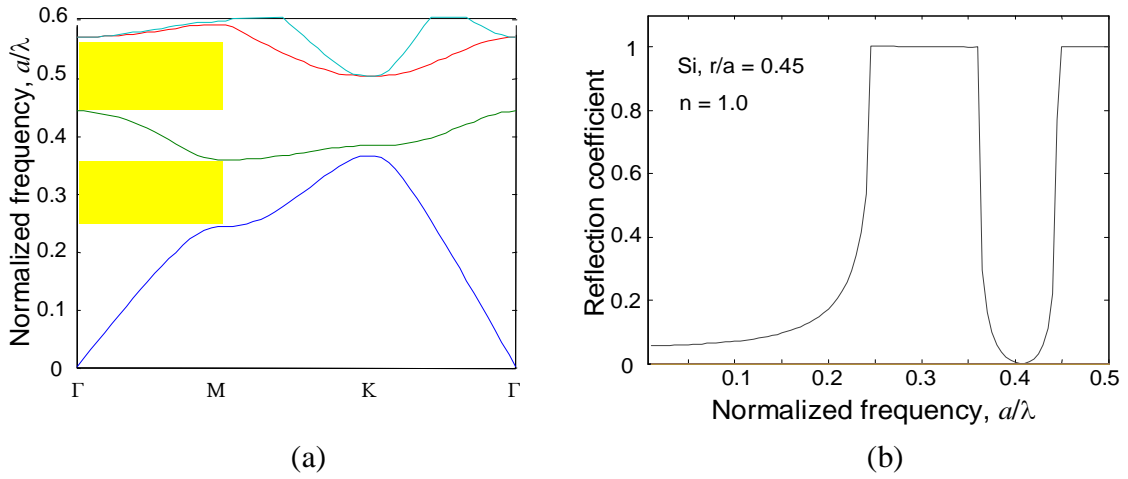 Normalized frequency, a/λ
0.6
0.5
0.4
0.3
0.2
0.1
0
Γ M K Γ
(a)
Reflection coefficient
1
0.8
0.6
0.4
0.2
0
Si, r/a = 0.45
n = 1.0
0.1 0.2 0.3 0.4 0.5
Normalized frequency, a/λ
(b)